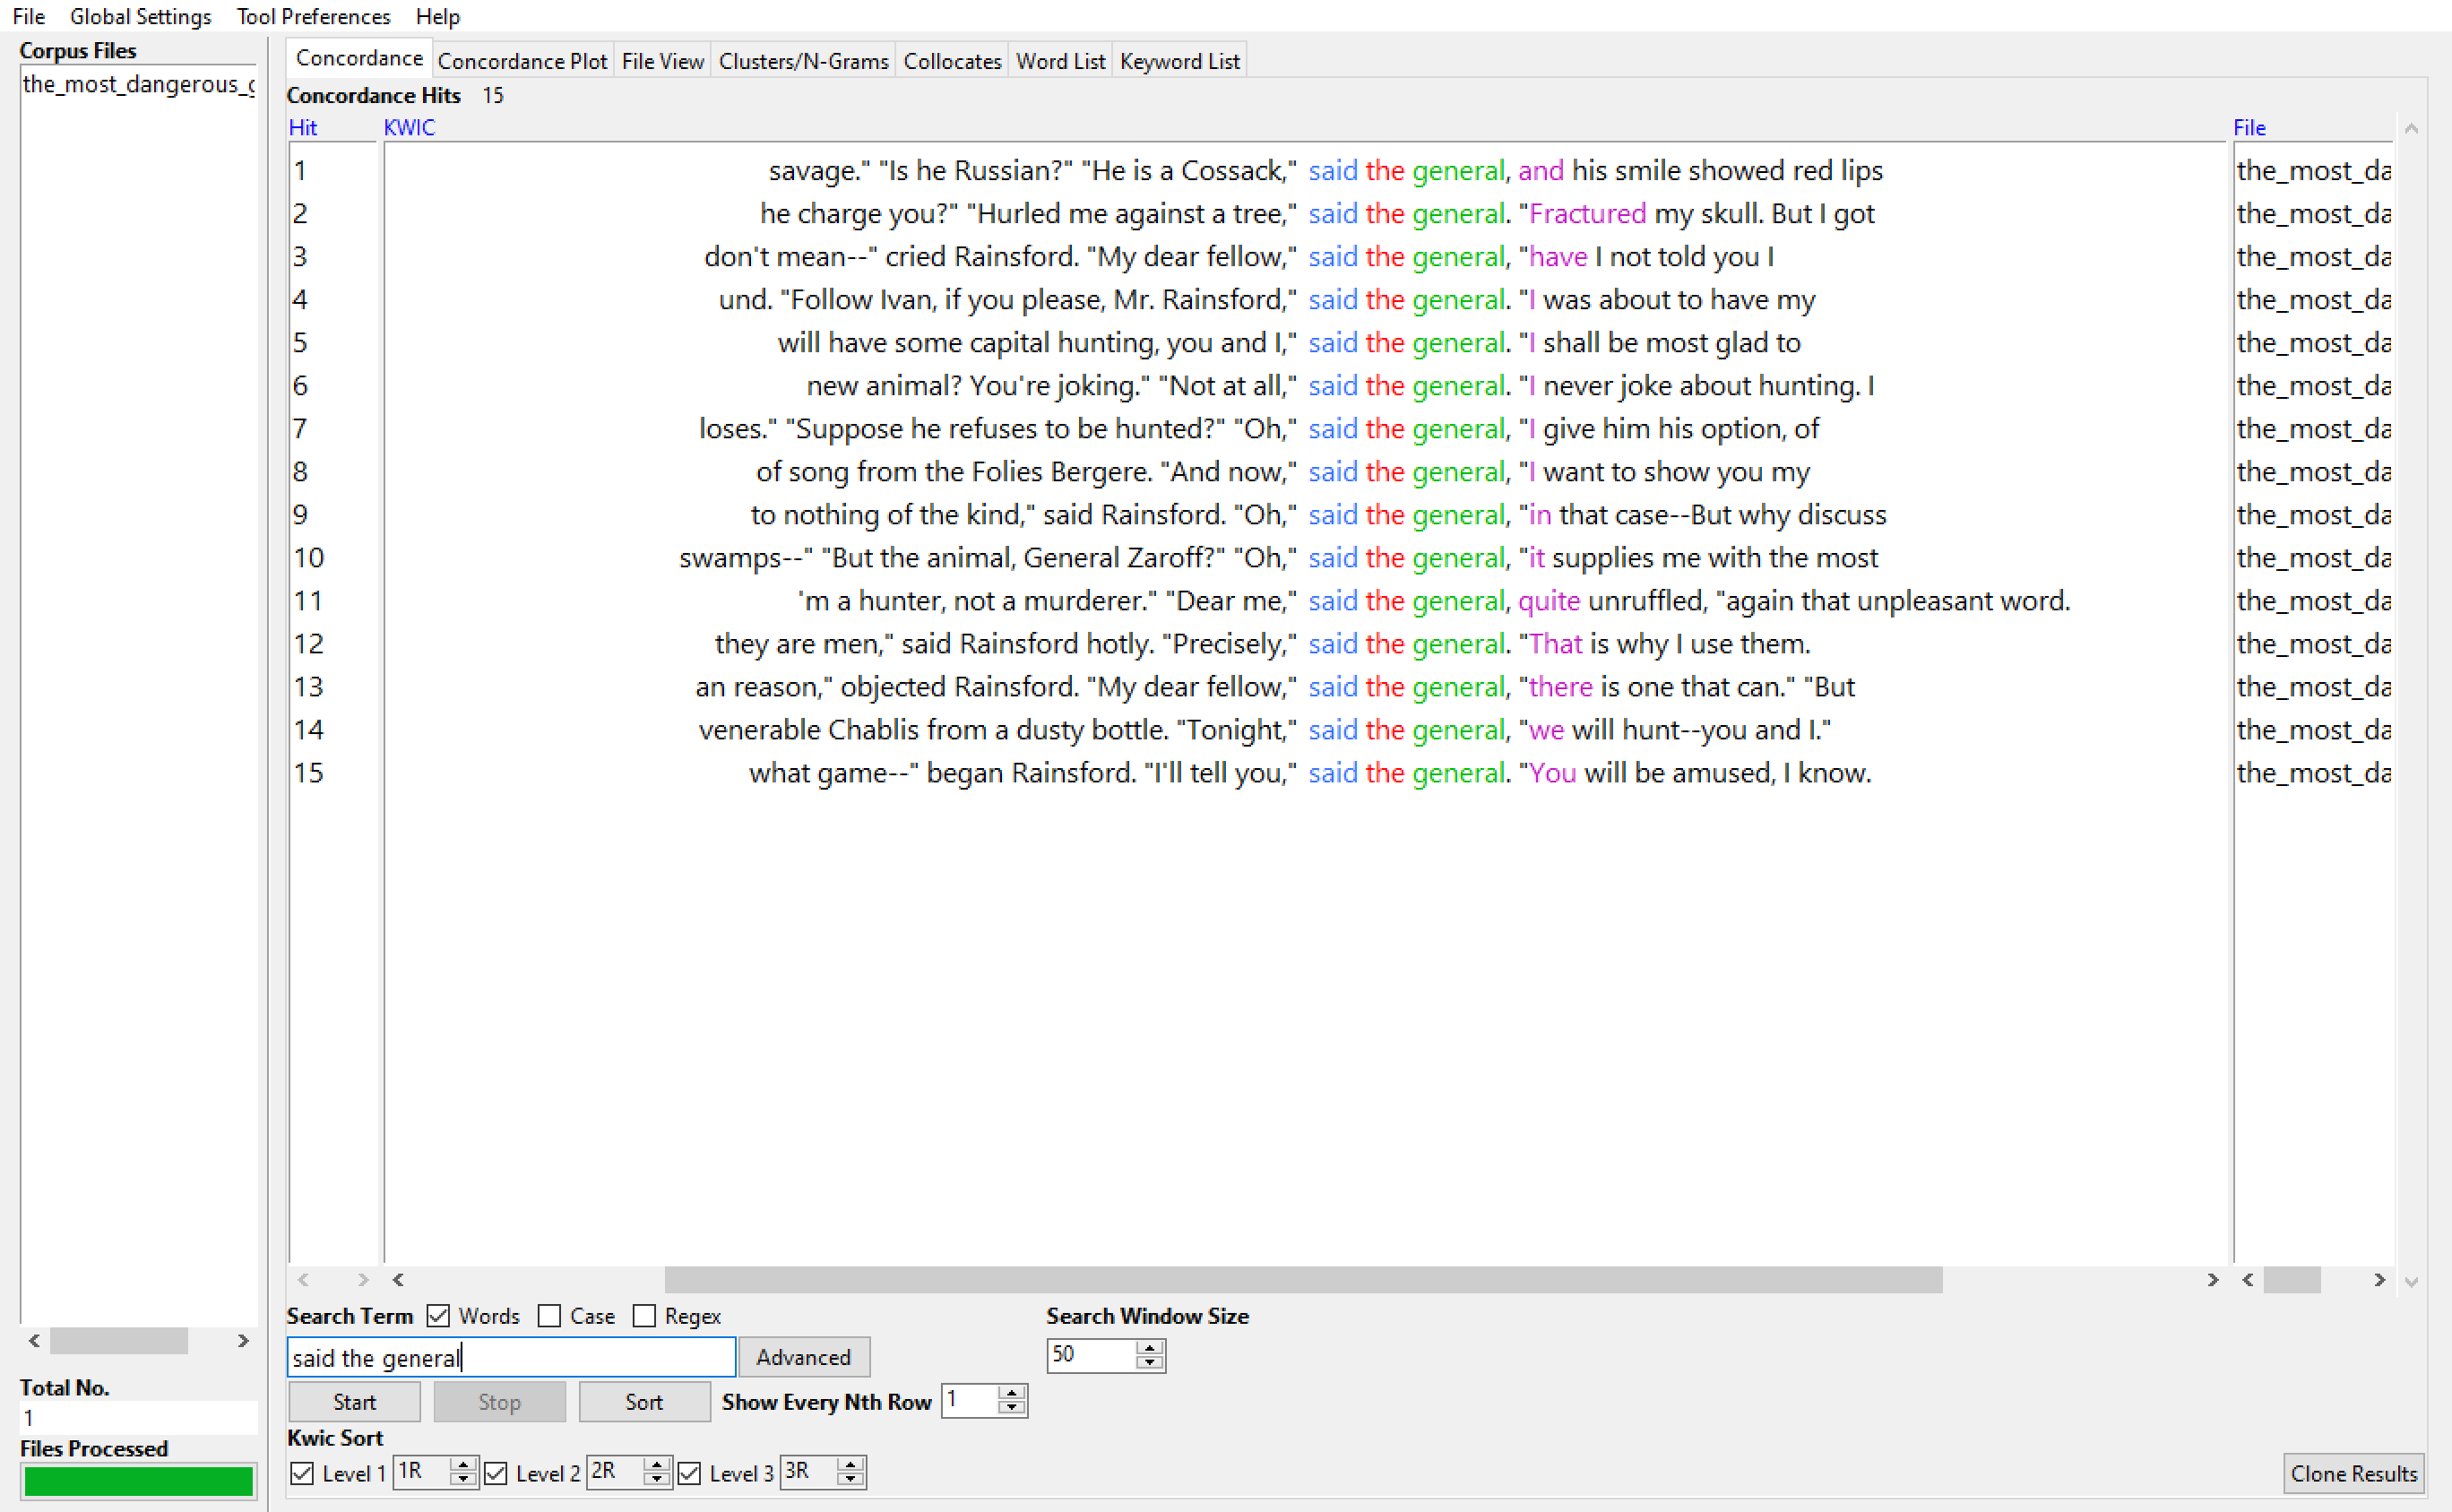 File Global Settings Tool Preferences Help
Corpus Files
the_most_dangerous_g
Total No.
1
Files Processed
Concordance Concordance Plot File View Clusters/N-Grams Collocates Word List Keyword List
Concordance Hits 15
Hit KWIC File
1 savage." "Is he Russian?" "He is a Cossack," said the general, and his smile showed red lips the_most_da
2 he charge you?" "Hurled me against a tree," said the general. "Fractured my skull. But I got the_most_da
3 don't mean--" cried Rainsford. "My dear fellow," said the general, "have I not told you I the_most_da
4 und. "Follow Ivan, if you please, Mr. Rainsford," said the general. "I was about to have my the_most_da
5 will have some capital hunting, you and I," said the general. "I shall be most glad to the_most_da
6 new animal? You're joking." "Not at all," said the general. "I never joke about hunting. I the_most_da
7 loses." "Suppose he refuses to be hunted?" "Oh," said the general, "I give him his option, of the_most_da
8 of song from the Folies Bergere. "And now," said the general, "I want to show you my the_most_da
9 to nothing of the kind," said Rainsford. "Oh," said the general, "in that case--But why discuss the_most_da
10 swamps--" "But the animal, General Zaroff?" "Oh," said the general, "it supplies me with the most the_most_da
11 'm a hunter, not a murderer." "Dear me," said the general, quite unruffled, "again that unpleasant word. the_most_da
12 they are men," said Rainsford hotly. "Precisely," said the general. "That is why I use them. the_most_da
13 an reason," objected Rainsford. "My dear fellow," said the general, "there is one that can." "But the_most_da
14 venerable Chablis from a dusty bottle. "Tonight," said the general, "we will hunt--you and I." the_most_da
15 what game--" began Rainsford. "I'll tell you," said the general. "You will be amused, I know. the_most_da
Search Term Words Case Regex Search Window Size
said the general Advanced 50
Start Stop Sort Show Every Nth Row 1
Kwic Sort
Level 1 1R Level 2 2R Level 3 3R Clone Results